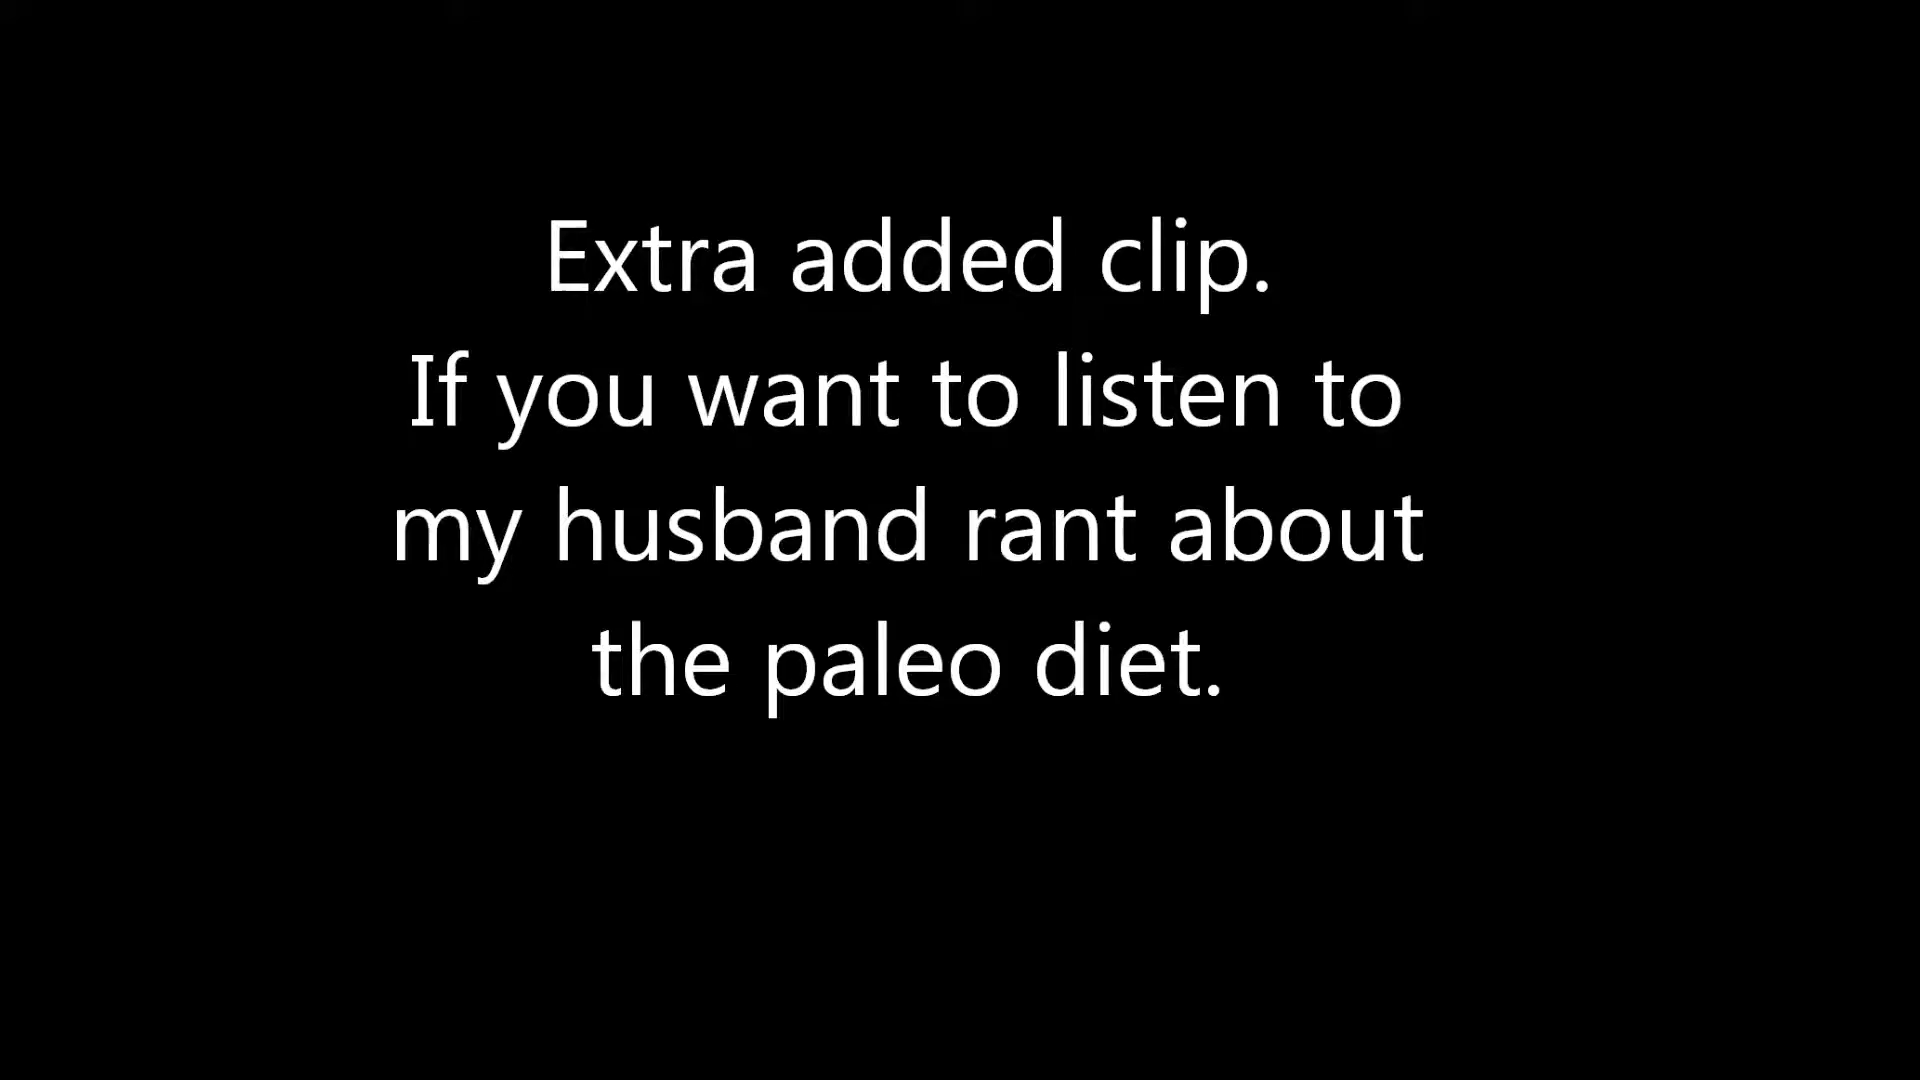 Extra added clip.
If you want to listen to
my husband rant about
the paleo diet.